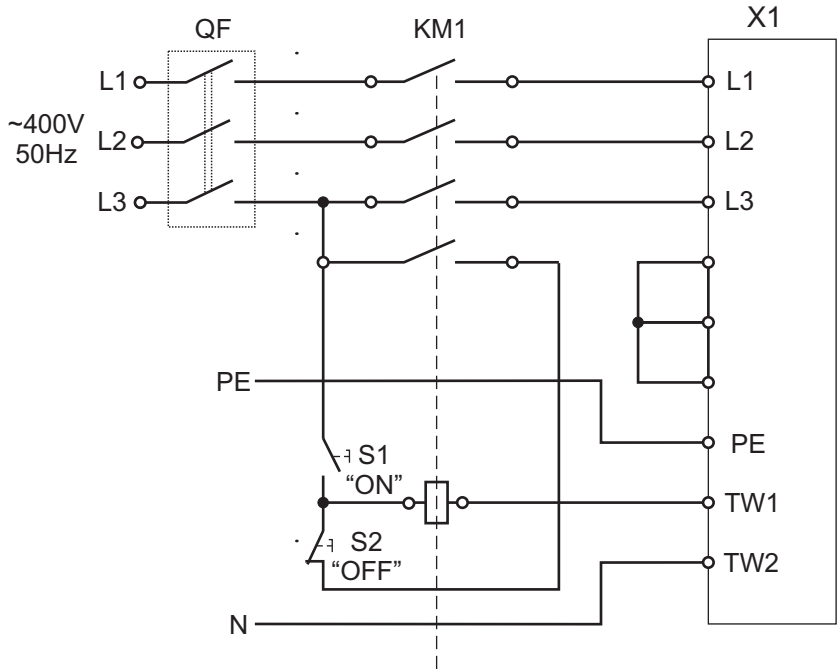 QF KM1 X1
L1 L1
~400V
50Hz
L2 L2
L3 L3
PE
PE
S1
“ON”
TW1
S2
“OFF”
TW2
N